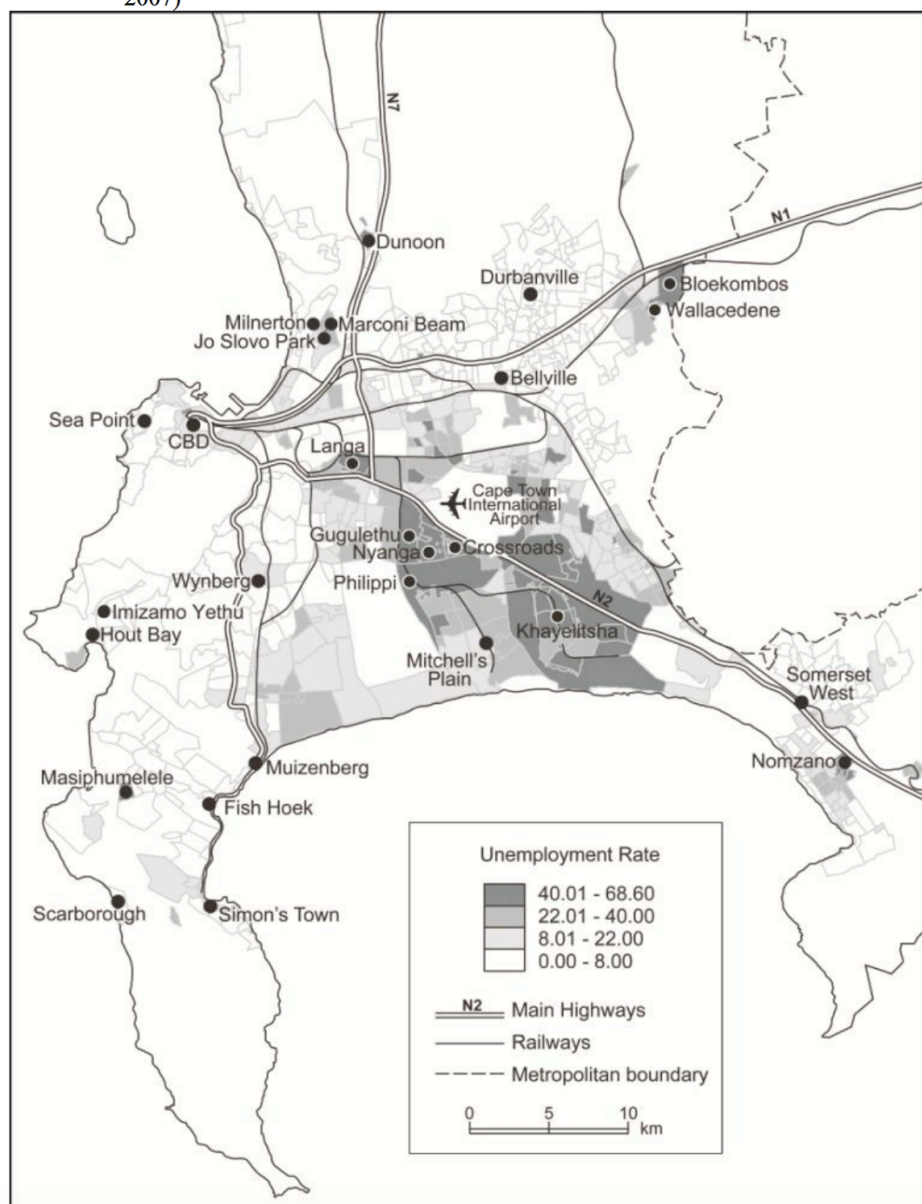 2007)
N7
N1
Dunoon
Durbanville
Bloekombos
Wallacedene
Milnerton
Marconi Beam
Jo Slovo Park
Bellville
Sea Point
CBD
Langa
Cape Town
International
Airport
Gugulethu
Nyanga
Crossroads
Philippi
Wynberg
N2
Imizamo Yethu
Hout Bay
Khayelitsha
Mitchell's
Plain
Somerset
West
Nomzano
Muizenberg
Masiphumelele
Fish Hoek
Scarborough
Simon's Town
Unemployment Rate
40.01 - 68.60
22.01 - 40.00
8.01 - 22.00
0.00 - 8.00
N2 Main Highways
Railways
Metropolitan boundary
0 5 10
km